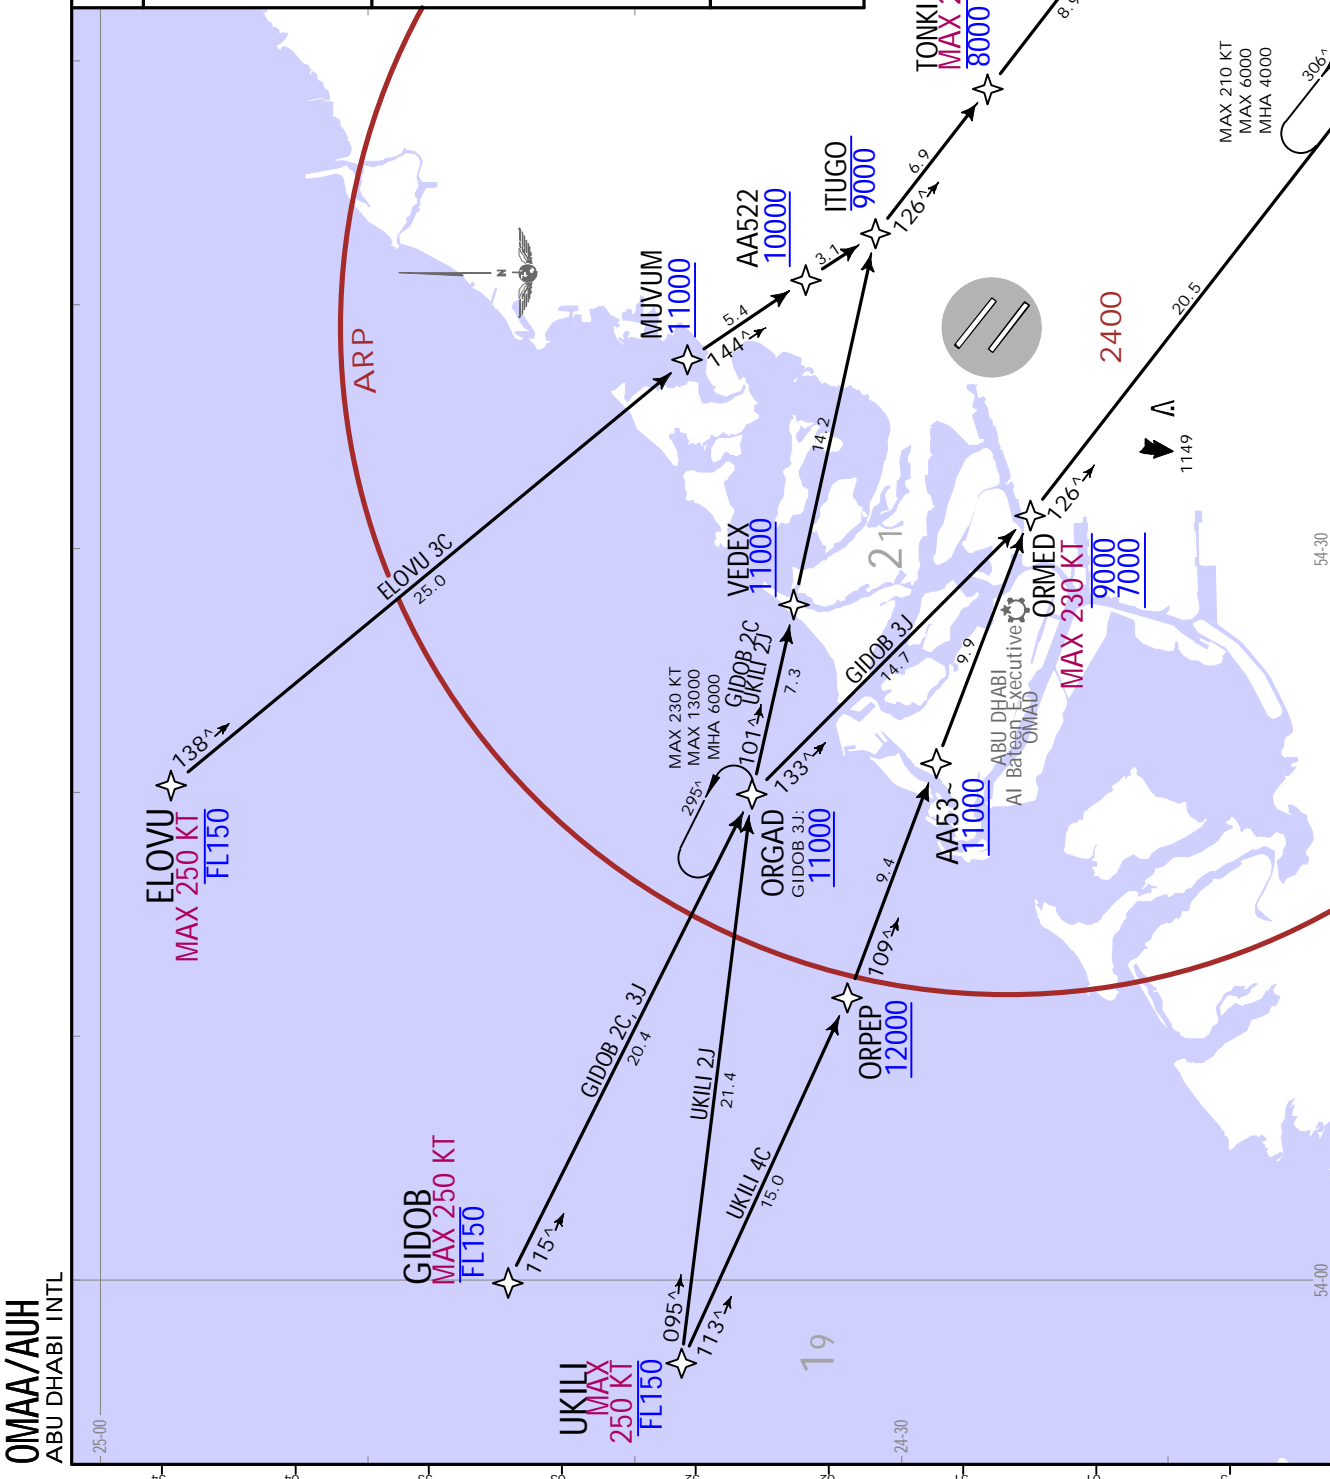 OMAA/AUH
ABU DHABI INTL
25-00
24-30
54-00
54-30
ELOVU
MAX 250 KT
FL150
138^
ELOVU 3C
25.0
ARP
N
MUVUM
11000
144^
5.4
AA522
10000
3.1
ITUGO
9000
126^
6.9
MAX 210 KT
MAX 6000
MHA 4000
306^
TONKI
8000
GIDOB
MAX 250 KT
FL150
115^
GIDOB 2C, 3J
20.4
UKILI
MAX
250 KT
FL150
095^
113^
UKILI 2J
21.4
UKILI 4C
15.0
MAX 230 KT
MAX 13000
MHA 6000
295^
ORGAD
GIDOB 3J:
11000
101^
GIDOB 2C
UKILI 2J
7.3
133^
GIDOB 3J
14.7
VEDEX
11000
14.2
21
19
ORPEP
12000
109^
9.4
AA53~
11000
9.9
ABU DHABI
Al Bateen Executive
OMAD
ORMED
MAX 230 KT
9000
7000
126^
20.5
2400
1149